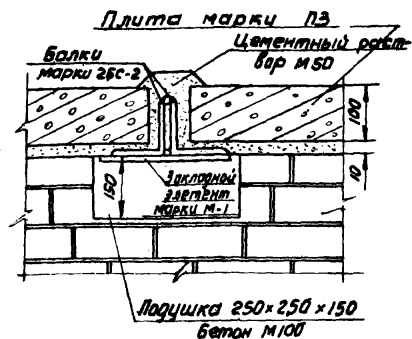 Плита марки П3
Балки
марки 2БС-2
Цементный раст-
вор М50
100
10
150
Закладной
элемент
марки М-1
Подушка 250×250×150
бетон М100